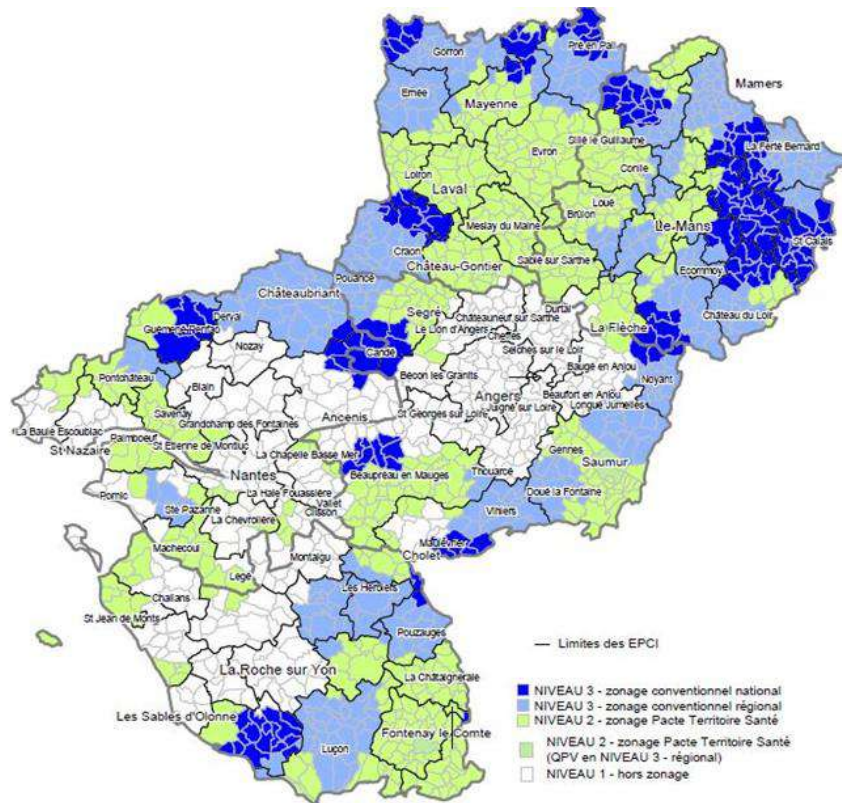 Gorron
Pré en Pail
Ernée
Mayenne
Mamers
Sillé le Guillaume
La Ferté Bernard
Evron
Conlie
Loiron
Laval
Loué
Brûlon
Le Mans
Meslay du Maine
St Calais
Craon
Sablé sur Sarthe
Château-Gontier
Ecommoy
Pouancé
Châteaubriant
Segré
Château du Loir
Derval
Guémené-Penfao
Châteauneuf sur Sarthe
Durtal
La Flèche
Le Lion d'Angers
Cheffes
Nozay
Candé
Seiches sur le Loir
Baugé en Anjou
Noyant
Pontchâteau
Bécon les Granits
Blain
Angers
Beaufort en Anjou
Savenay
Ancenis
St Georges sur Loire
Juigné sur Loire
Longué Jumelles
La Baule Escoublac
Grandchamp des Fontaines
Paimboeuf
St Etienne de Montluc
St Nazaire
La Chapelle Basse Mer
Gennes
Saumur
Nantes
Beaupréau en Mauges
Thouarcé
La Haie Fouassière
Pornic
Vallet
Clisson
Doué la Fontaine
Ste Pazanne
La Chevrolière
Vihiers
Maulévrier
Cholet
Machecoul
Montaigu
Legé
Les Herbiers
Challans
St Jean de Monts
Pouzauges
La Roche sur Yon
La Châtaigneraie
Les Sables d'Olonne
Fontenay le Comte
Luçon
Limites des EPCI
NIVEAU 3 - zonage conventionnel national
NIVEAU 3 - zonage conventionnel régional
NIVEAU 2 - zonage Pacte Territoire Santé
NIVEAU 2 - zonage Pacte Territoire Santé
(QPV en NIVEAU 3 - régional)
NIVEAU 1 - hors zonage